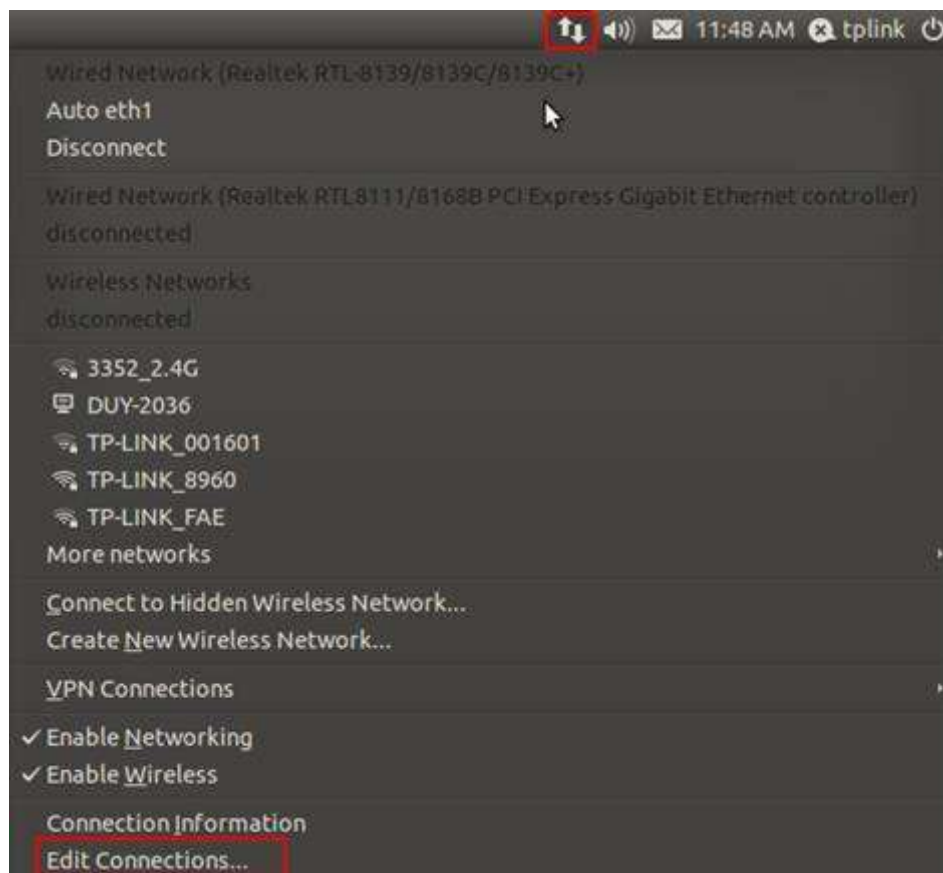 11:48 AM tplink
Wired Network (Realtek RTL-8139/8139C/8139C+)
Auto eth1
Disconnect
Wired Network (Realtek RTL8111/8168B PCI Express Gigabit Ethernet controller)
disconnected
Wireless Networks
disconnected
3352_2.4G
DUY-2036
TP-LINK_001601
TP-LINK_8960
TP-LINK_FAE
More networks
Connect to Hidden Wireless Network...
Create New Wireless Network...
VPN Connections
Enable Networking
Enable Wireless
Connection Information
Edit Connections...